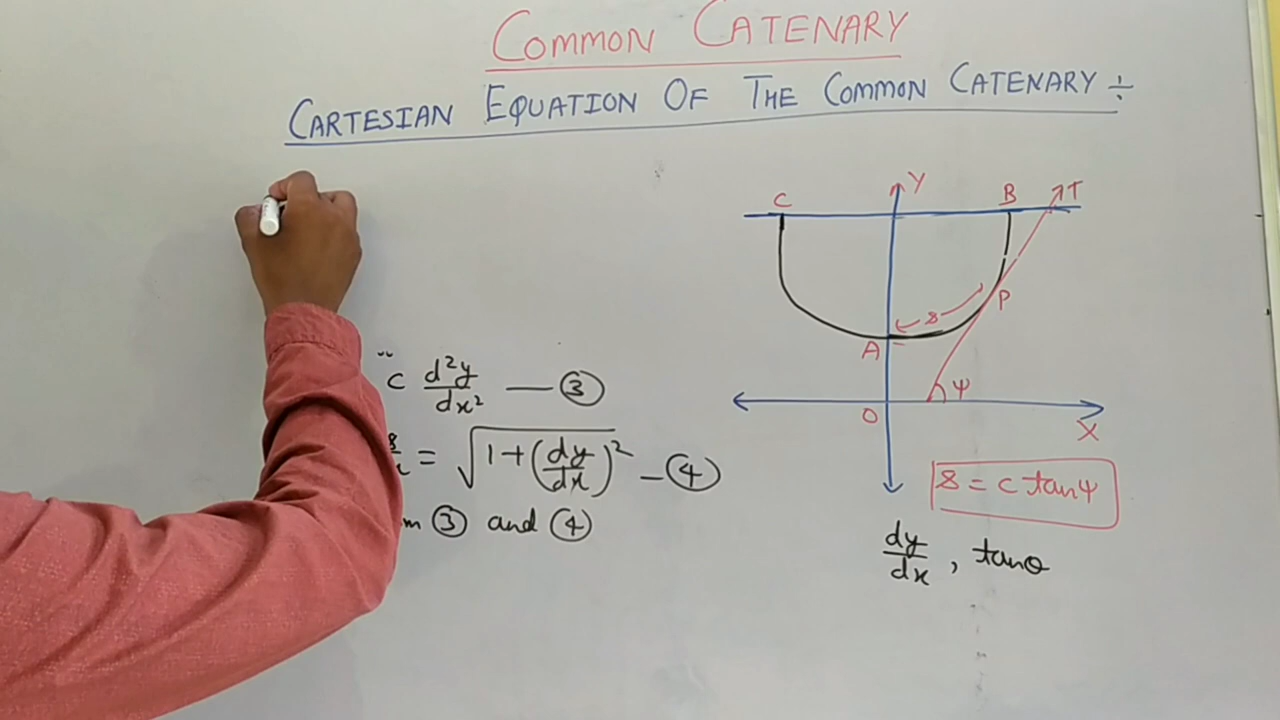 COMMON CATENARY
CARTESIAN EQUATION OF THE COMMON CATENARY ÷
c d²y/dx² — ③
= √(1+(dy/dx)²) — ④
③ and ④
C
Y
B
T
s
P
A
ψ
O
X
s = c tanψ
dy/dx , tanθ